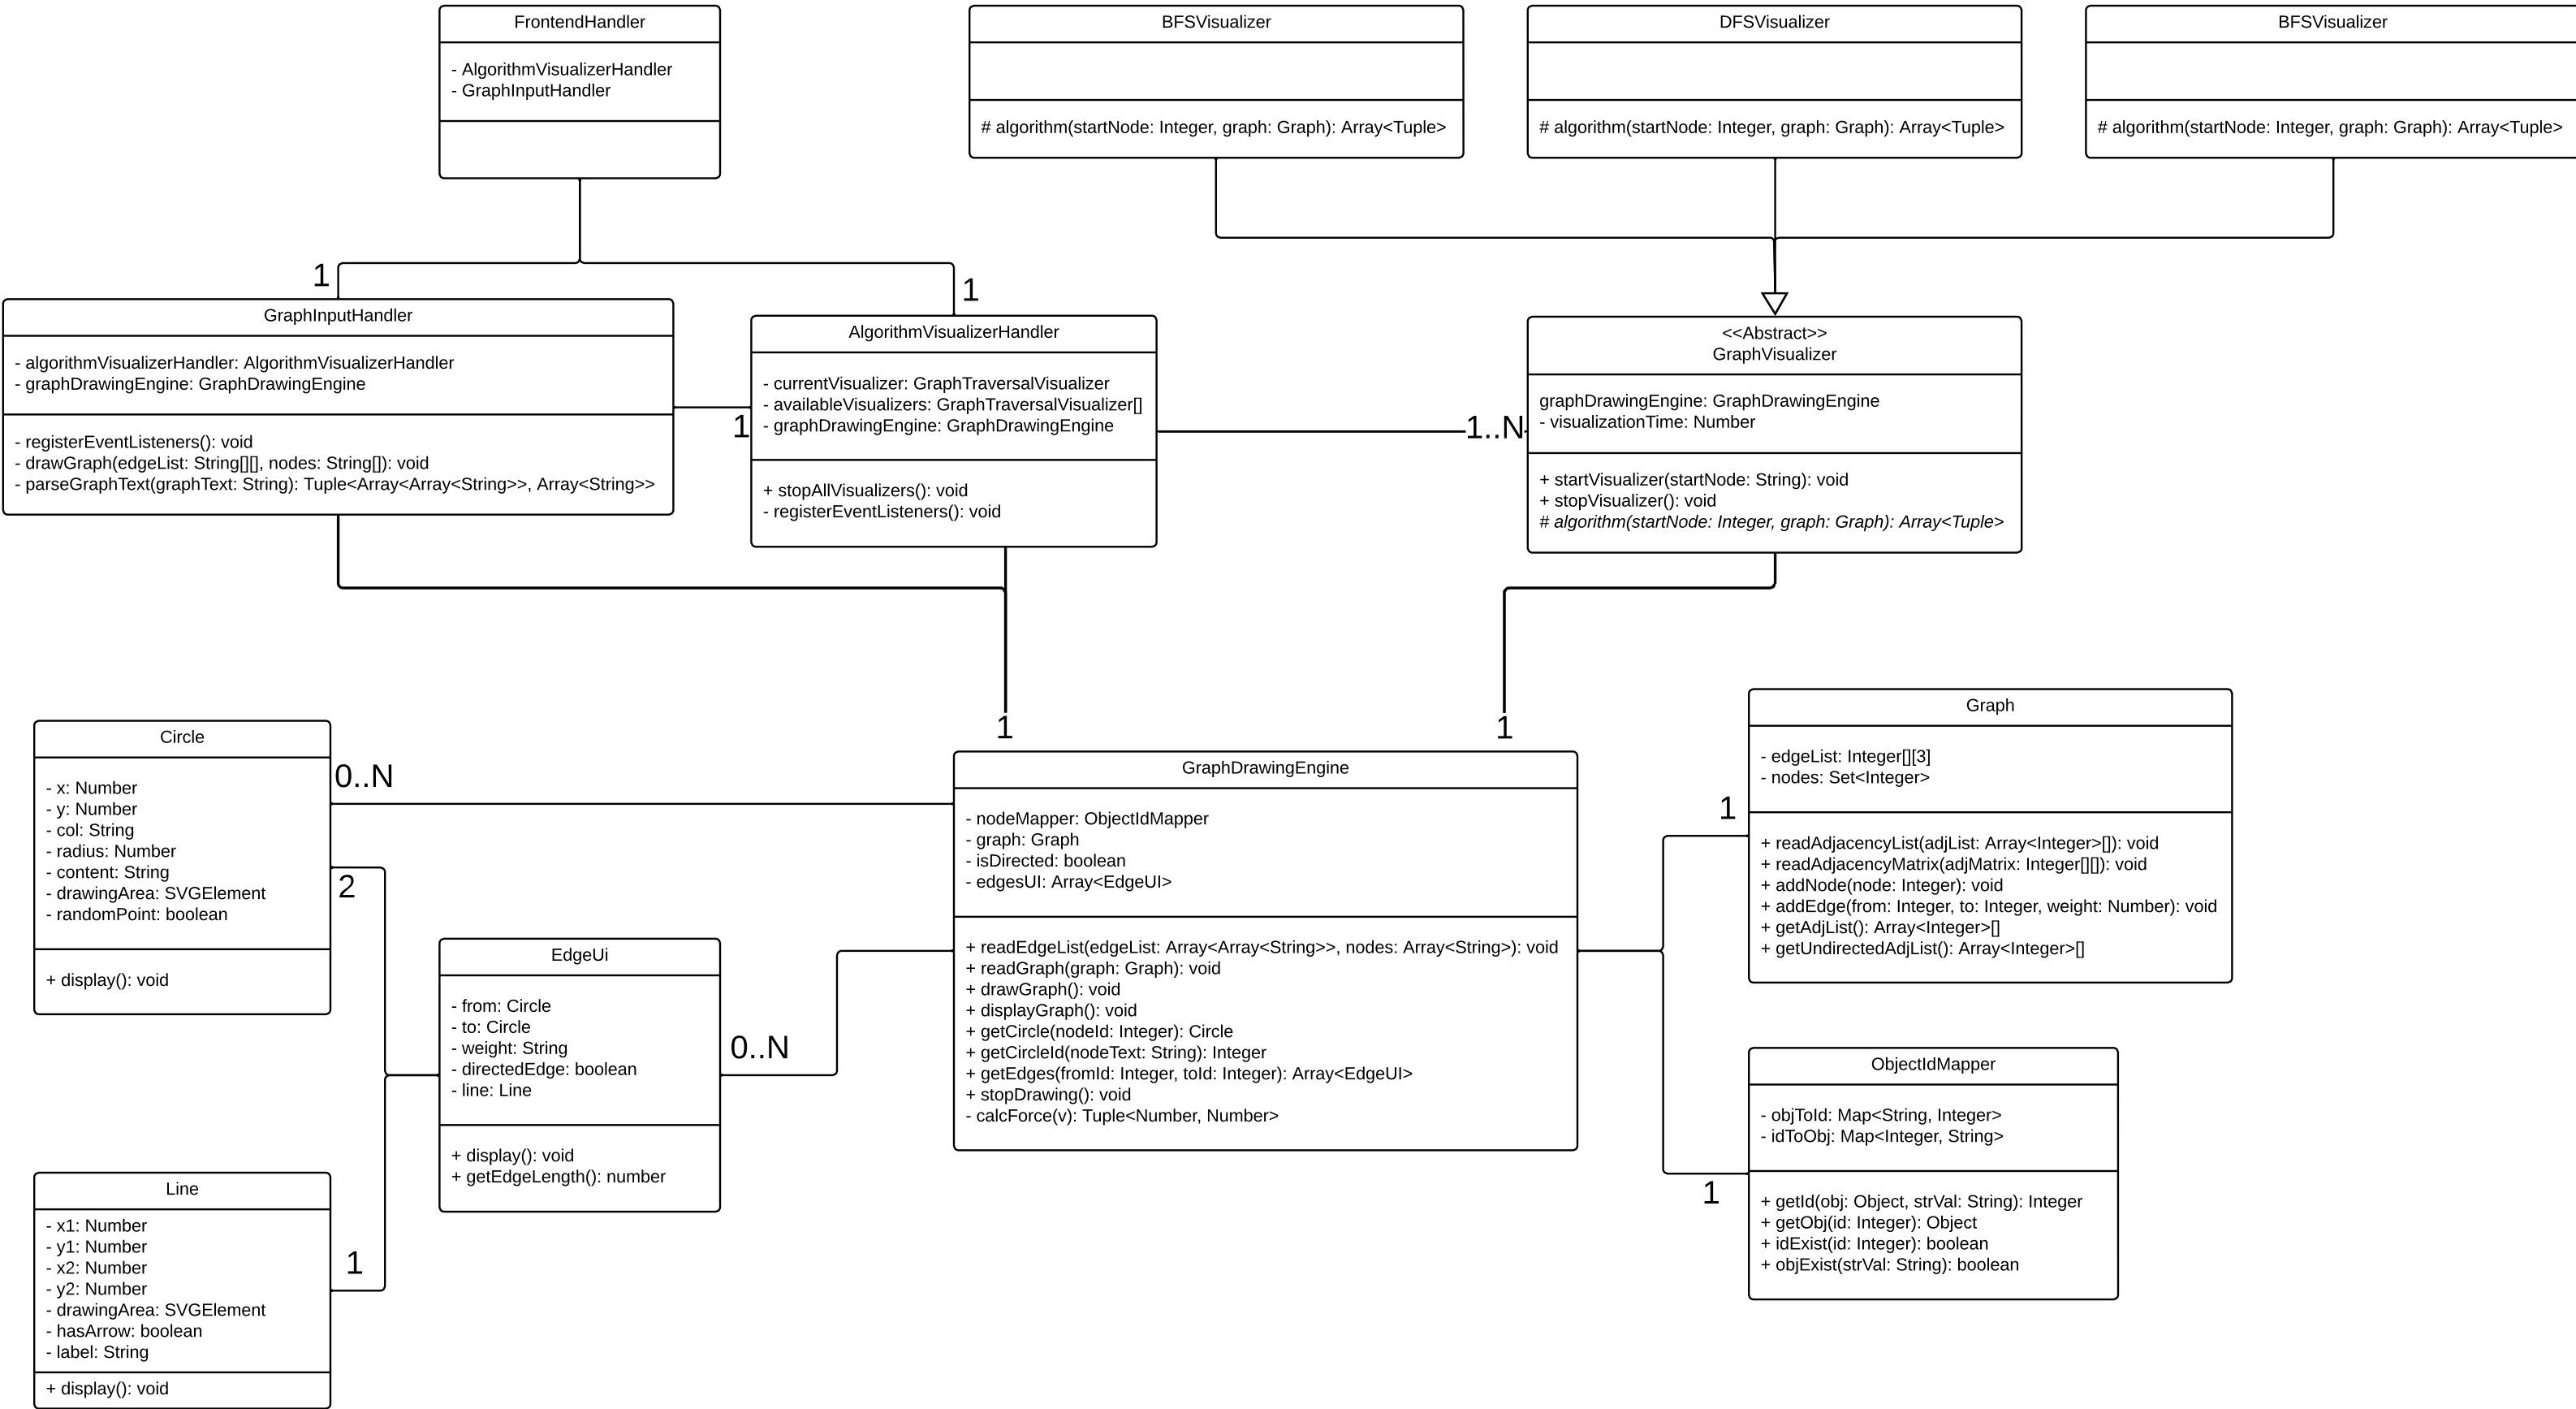 FrontendHandler
- AlgorithmVisualizerHandler
- GraphInputHandler
BFSVisualizer
# algorithm(startNode: Integer, graph: Graph): Array<Tuple>
DFSVisualizer
# algorithm(startNode: Integer, graph: Graph): Array<Tuple>
BFSVisualizer
# algorithm(startNode: Integer, graph: Graph): Array<Tuple>
1
1
GraphInputHandler
- algorithmVisualizerHandler: AlgorithmVisualizerHandler
- graphDrawingEngine: GraphDrawingEngine
- registerEventListeners(): void
- drawGraph(edgeList: String[][], nodes: String[]): void
- parseGraphText(graphText: String): Tuple<Array<Array<String>>, Array<String>>
1
AlgorithmVisualizerHandler
- currentVisualizer: GraphTraversalVisualizer
- availableVisualizers: GraphTraversalVisualizer[]
- graphDrawingEngine: GraphDrawingEngine
+ stopAllVisualizers(): void
- registerEventListeners(): void
1..N
<<Abstract>>
GraphVisualizer
graphDrawingEngine: GraphDrawingEngine
- visualizationTime: Number
+ startVisualizer(startNode: String): void
+ stopVisualizer(): void
# algorithm(startNode: Integer, graph: Graph): Array<Tuple>
1
1
Circle
- x: Number
- y: Number
- col: String
- radius: Number
- content: String
- drawingArea: SVGElement
- randomPoint: boolean
+ display(): void
0..N
2
EdgeUi
- from: Circle
- to: Circle
- weight: String
- directedEdge: boolean
- line: Line
+ display(): void
+ getEdgeLength(): number
0..N
Line
- x1: Number
- y1: Number
- x2: Number
- y2: Number
- drawingArea: SVGElement
- hasArrow: boolean
- label: String
+ display(): void
1
GraphDrawingEngine
- nodeMapper: ObjectIdMapper
- graph: Graph
- isDirected: boolean
- edgesUI: Array<EdgeUI>
+ readEdgeList(edgeList: Array<Array<String>>, nodes: Array<String>): void
+ readGraph(graph: Graph): void
+ drawGraph(): void
+ displayGraph(): void
+ getCircle(nodeId: Integer): Circle
+ getCircleId(nodeText: String): Integer
+ getEdges(fromId: Integer, toId: Integer): Array<EdgeUI>
+ stopDrawing(): void
- calcForce(v): Tuple<Number, Number>
1
Graph
- edgeList: Integer[][3]
- nodes: Set<Integer>
+ readAdjacencyList(adjList: Array<Integer>[]): void
+ readAdjacencyMatrix(adjMatrix: Integer[][]): void
+ addNode(node: Integer): void
+ addEdge(from: Integer, to: Integer, weight: Number): void
+ getAdjList(): Array<Integer>[]
+ getUndirectedAdjList(): Array<Integer>[]
1
ObjectIdMapper
- objToId: Map<String, Integer>
- idToObj: Map<Integer, String>
+ getId(obj: Object, strVal: String): Integer
+ getObj(id: Integer): Object
+ idExist(id: Integer): boolean
+ objExist(strVal: String): boolean